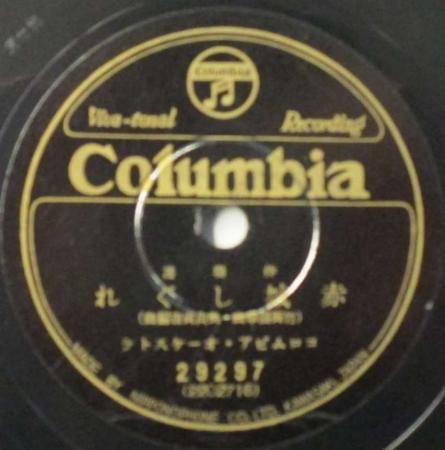 Columbia
Viva-tonal Recording
Columbia
赤城しぐれ
コロムビア・オーケストラ
29297
MADE BY NIPPONOPHONE CO., LTD. KAWASAKI